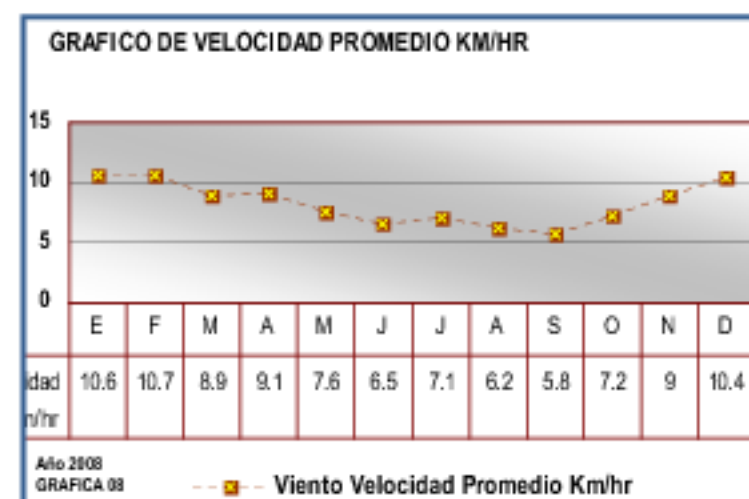 GRAFICO DE VELOCIDAD PROMEDIO KM/HR
15
10
5
0
E F M A M J J A S O N D
idad 10.6 10.7 8.9 9.1 7.6 6.5 7.1 6.2 5.8 7.2 9 10.4
n/hr
Año 2008
GRAFICA 08
Viento Velocidad Promedio Km/hr